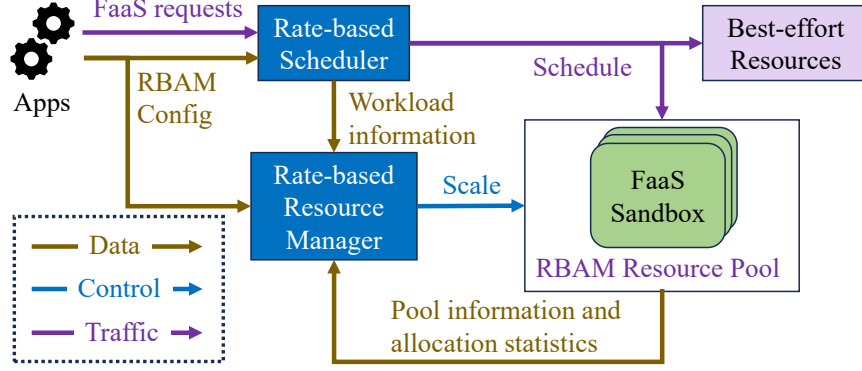 FaaS requests
Apps
RBAM
Config
Rate-based
Scheduler
Best-effort
Resources
Schedule
Workload
information
Rate-based
Resource
Manager
Scale
FaaS
Sandbox
RBAM Resource Pool
Data
Control
Traffic
Pool information and
allocation statistics